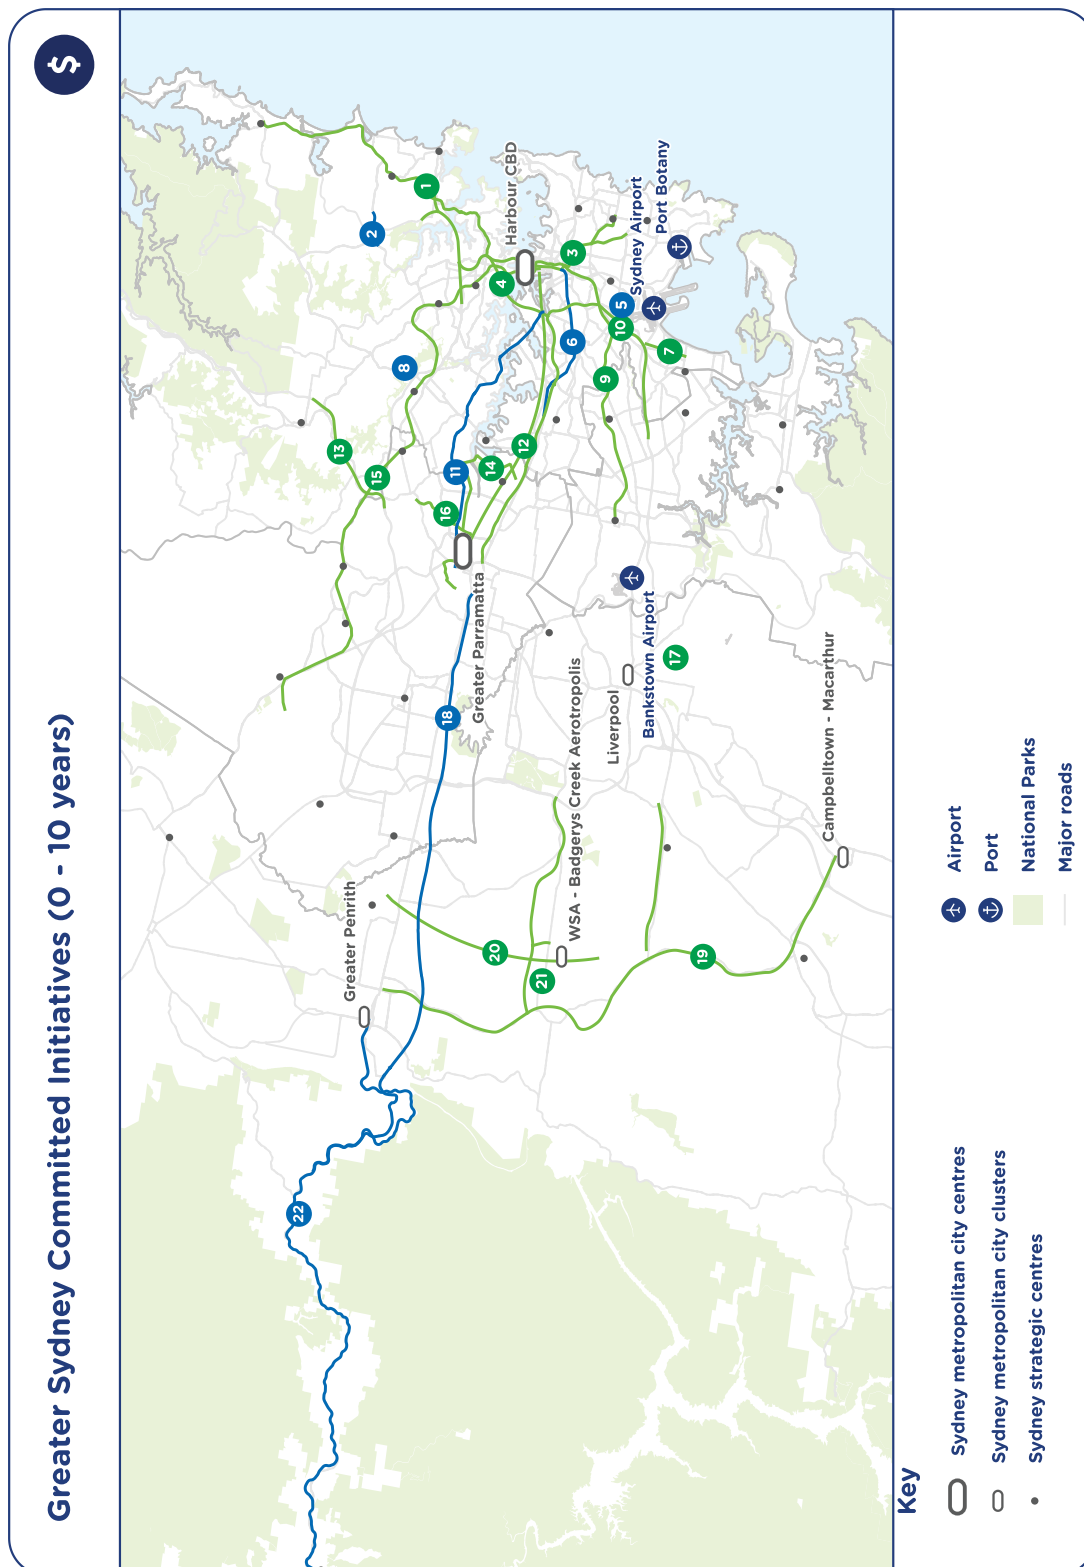 Greater Sydney Committed Initiatives (0 - 10 years)
$
22
Greater Penrith
18
20
21
WSA - Badgerys Creek Aerotropolis
19
Campbelltown - Macarthur
Liverpool
Bankstown Airport
17
Greater Parramatta
16
15
13
11
14
12
8
9
7
6
10
5
Sydney Airport
Port Botany
4
3
Harbour CBD
2
1
Key
Sydney metropolitan city centres
Sydney metropolitan city clusters
Sydney strategic centres
Airport
Port
National Parks
Major roads